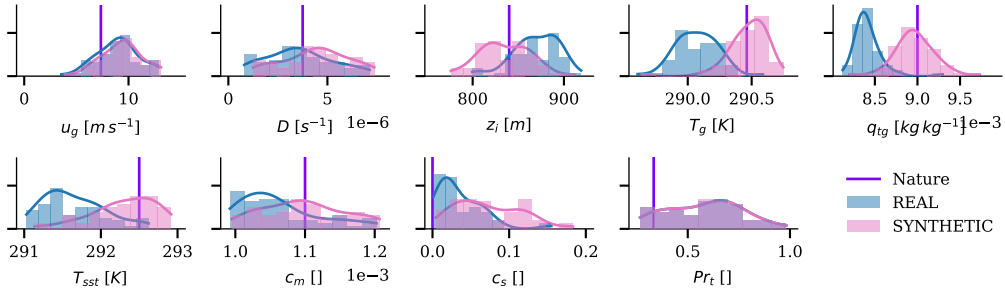 0 10 0 5 800 900 290.0 290.5 8.5 9.0 9.5
u_g [m s⁻¹] D [s⁻¹] 1e-6 z_i [m] T_g [K] q_tg [kg kg⁻¹] 1e-3
Nature
REAL
SYNTHETIC
291 292 293 1.0 1.1 1.2 0.0 0.1 0.2 0.5 1.0
T_sst [K] c_m [] 1e-3 c_s [] Pr_t []